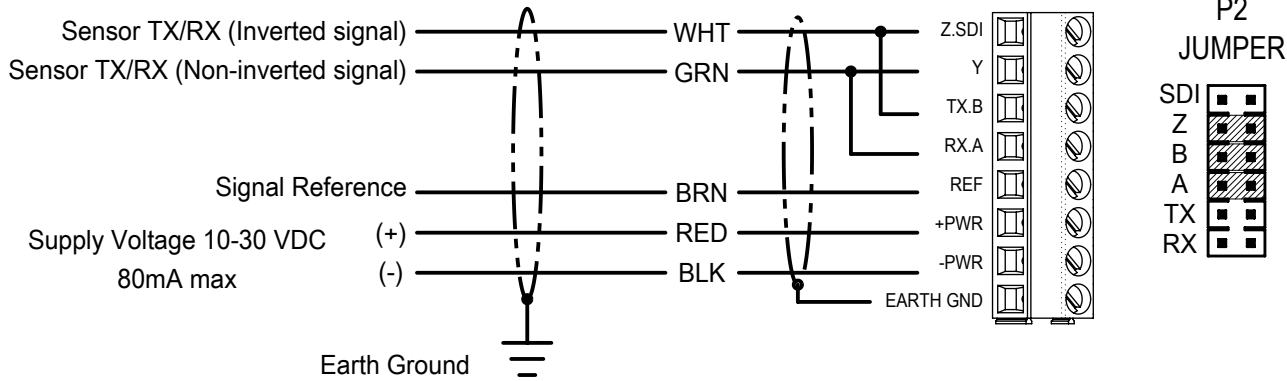 Sensor TX/RX (Inverted signal)
Sensor TX/RX (Non-inverted signal)
Signal Reference
Supply Voltage 10-30 VDC
80mA max
(+)
(-)
Earth Ground
WHT
GRN
BRN
RED
BLK
Z.SDI
Y
TX.B
RX.A
REF
+PWR
-PWR
EARTH GND
P2
JUMPER
SDI
Z
B
A
TX
RX